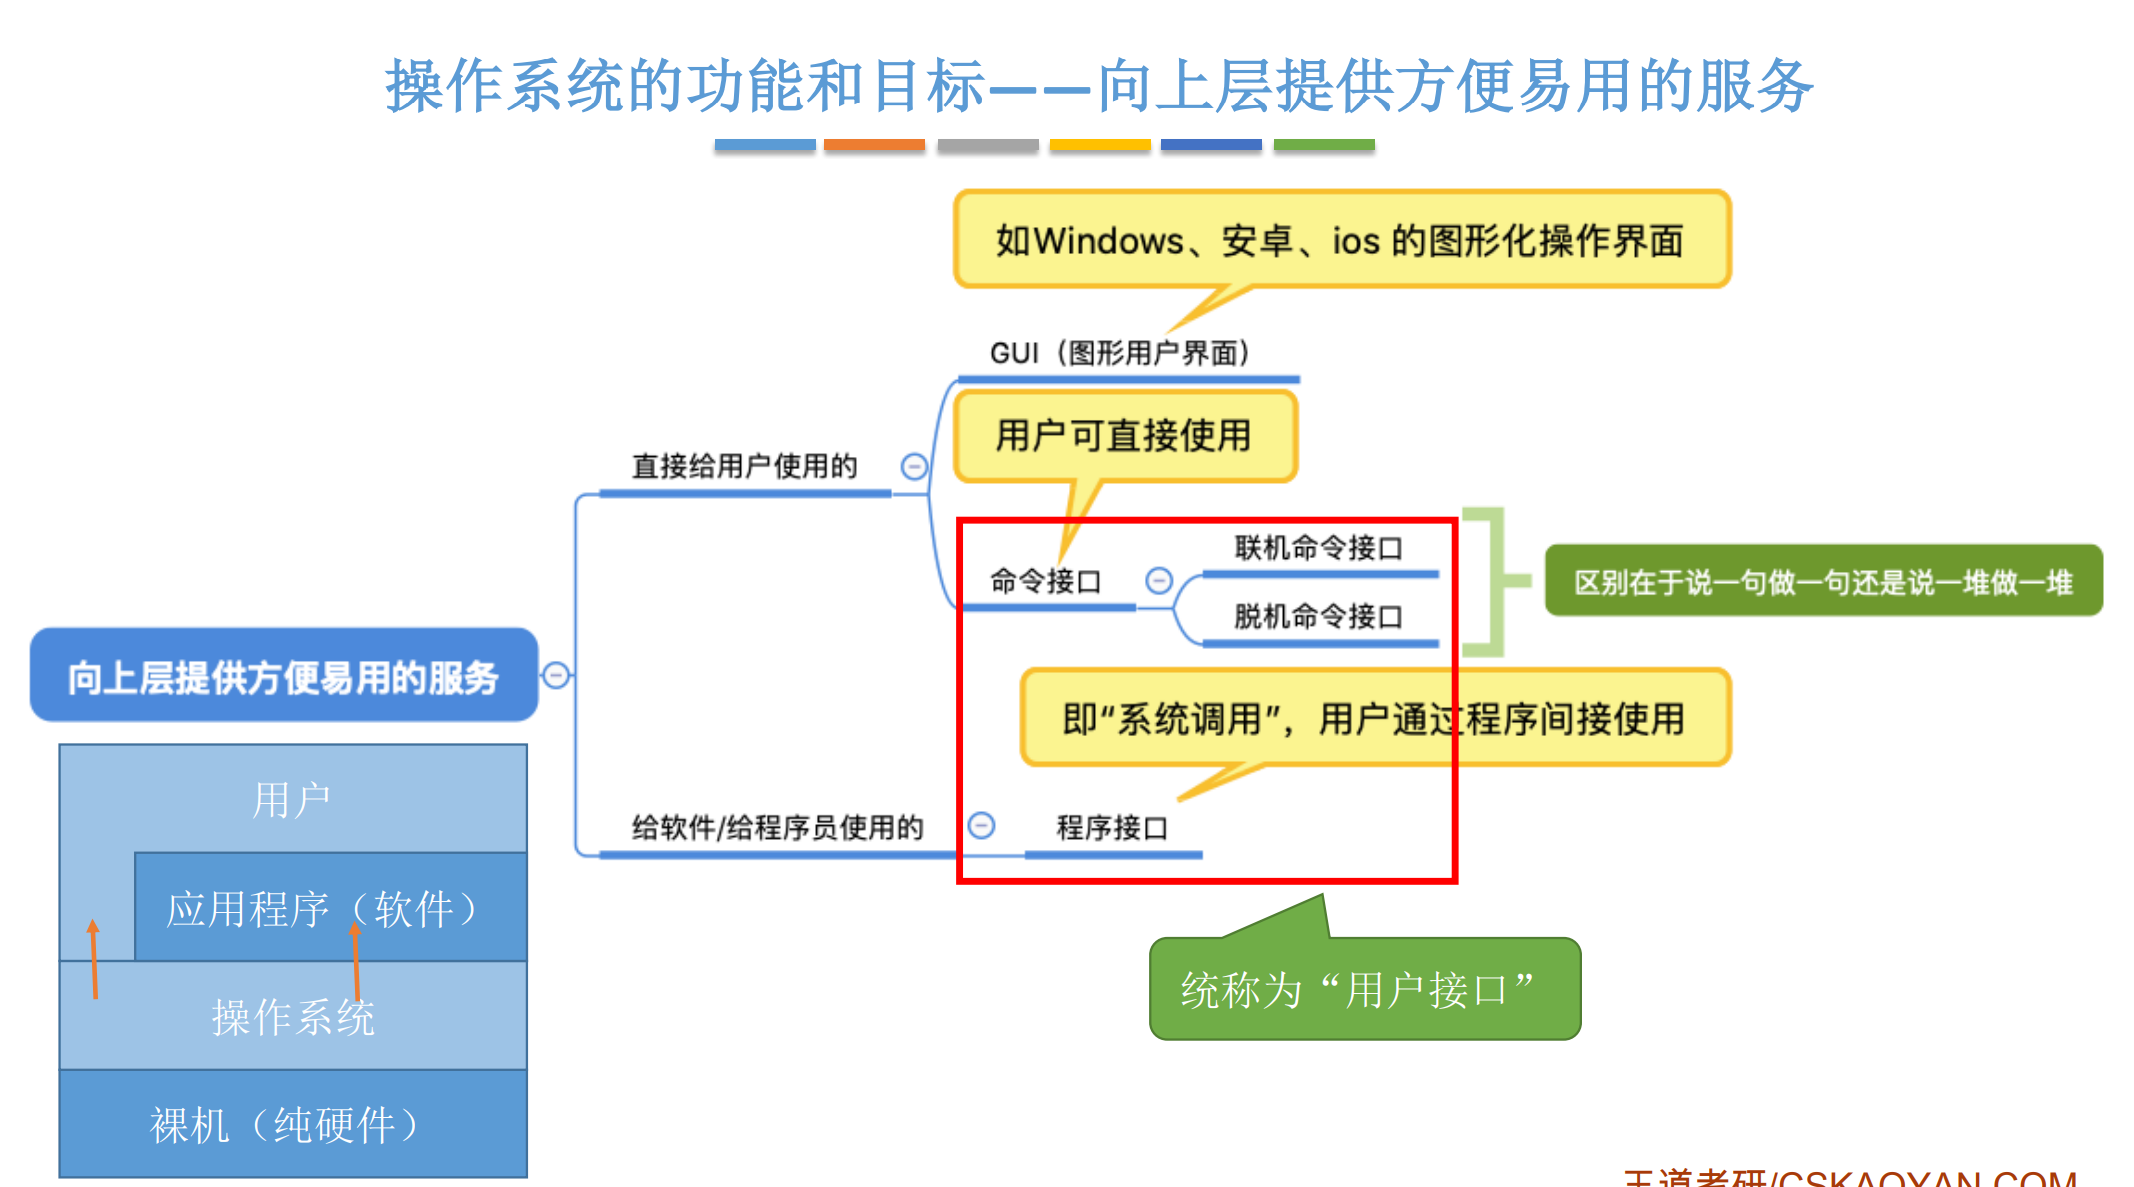 操作系统的功能和目标——向上层提供方便易用的服务
如Windows、安卓、ios 的图形化操作界面
GUI（图形用户界面）
用户可直接使用
直接给用户使用的
联机命令接口
命令接口
脱机命令接口
区别在于说一句做一句还是说一堆做一堆
向上层提供方便易用的服务
即“系统调用”，用户通过程序间接使用
给软件/给程序员使用的
程序接口
统称为“用户接口”
用户
应用程序（软件）
操作系统
裸机（纯硬件）
王道考研/CSKAOYAN.COM